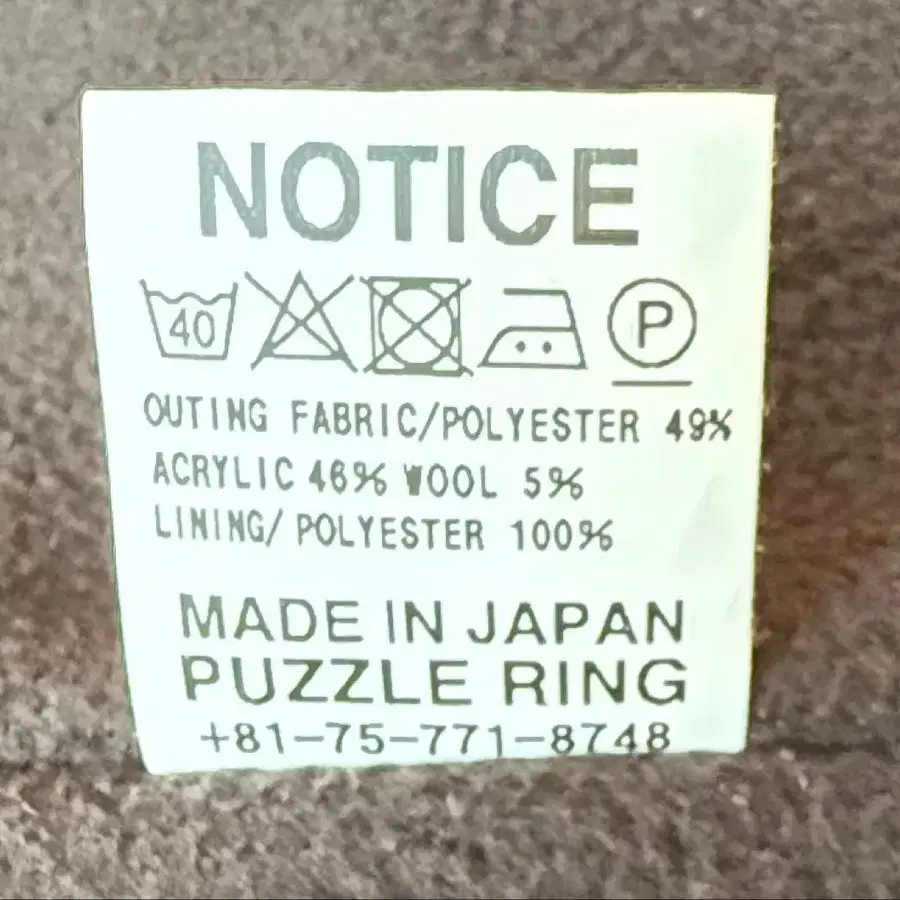 NOTICE
40 P
OUTING FABRIC/POLYESTER 49%
ACRYLIC 46% WOOL 5%
LINING/ POLYESTER 100%
MADE IN JAPAN
PUZZLE RING
+81-75-771-8748